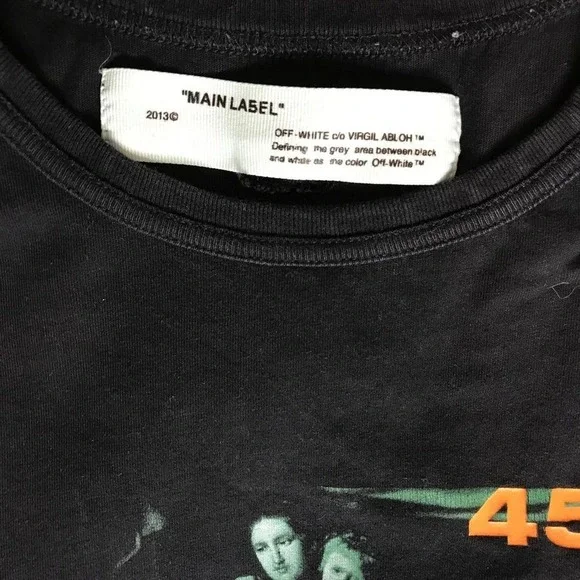 "MAIN LABEL"
2013©
OFF-WHITE c/o VIRGIL ABLOH™
Defining the grey area between black
and white as the color Off-White™
45